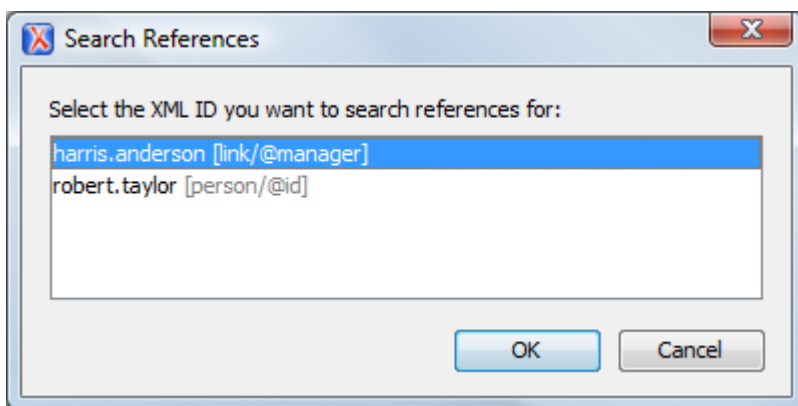 Search References
Select the XML ID you want to search references for:
harris.anderson [link/@manager]
robert.taylor [person/@id]
OK Cancel